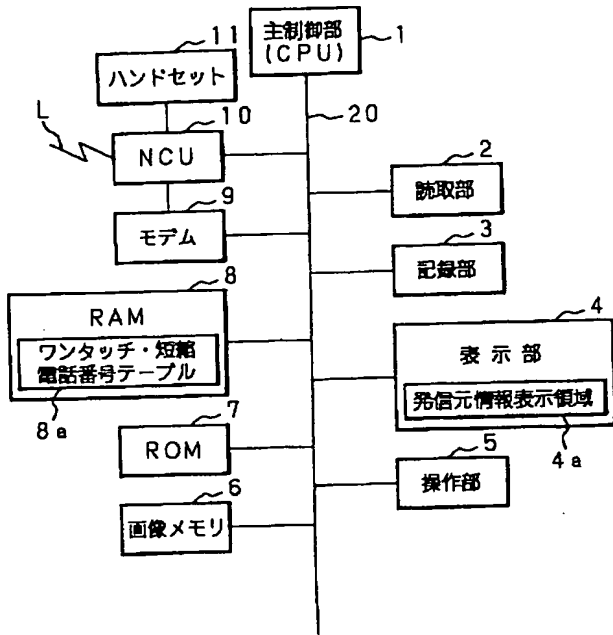 11
ハンドセット
L
10
NCU
9
モデム
8
RAM
ワンタッチ・短縮
電話番号テーブル
8a
7
ROM
6
画像メモリ
主制御部
(CPU)
1
20
2
読取部
3
記録部
4
表示部
発信元情報表示領域
4a
5
操作部